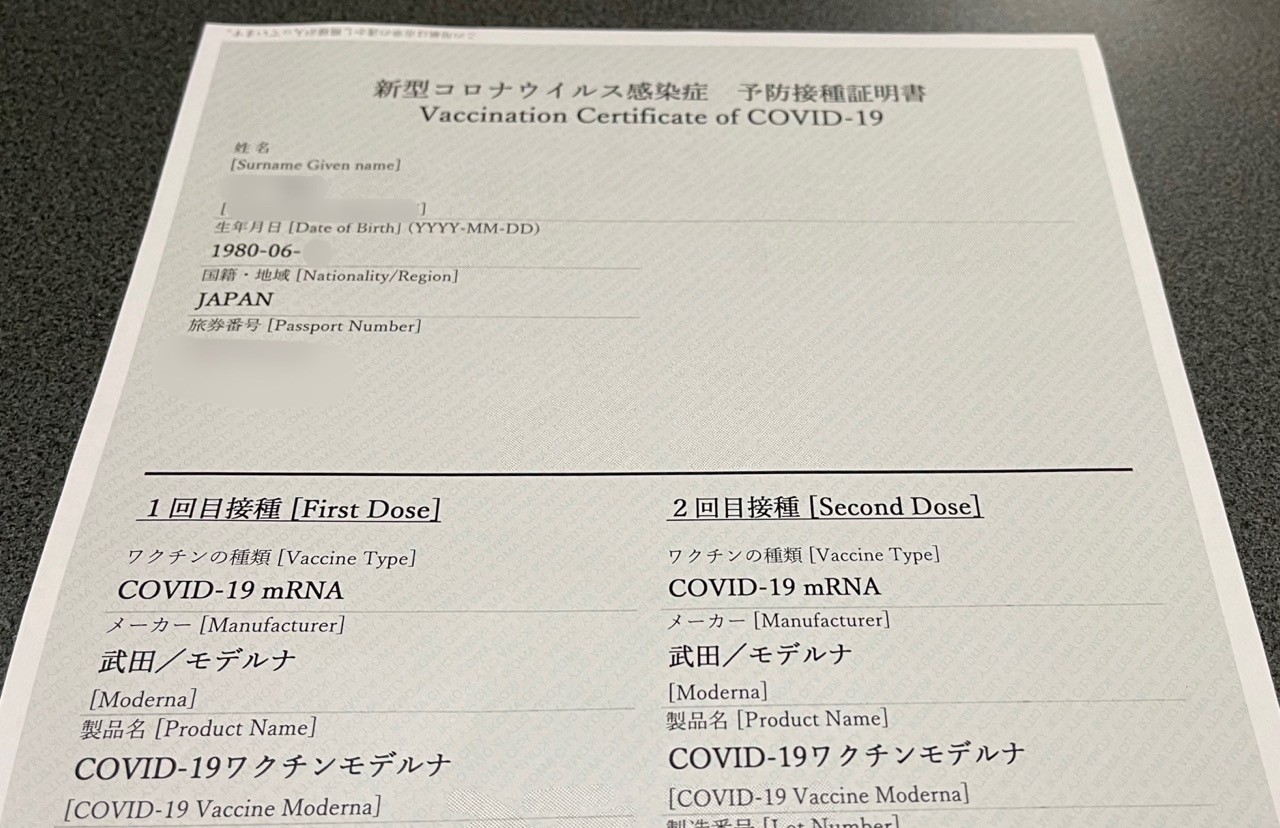 新型コロナウイルス感染症　予防接種証明書
Vaccination Certificate of COVID-19
姓 名
[Surname Given name]
[ ]
生年月日 [Date of Birth] (YYYY-MM-DD)
1980-06-
国籍・地域 [Nationality/Region]
JAPAN
旅券番号 [Passport Number]
1回目接種 [First Dose]
ワクチンの種類 [Vaccine Type]
COVID-19 mRNA
メーカー [Manufacturer]
武田／モデルナ
[Moderna]
製品名 [Product Name]
COVID-19ワクチンモデルナ
[COVID-19 Vaccine Moderna]
2回目接種 [Second Dose]
ワクチンの種類 [Vaccine Type]
COVID-19 mRNA
メーカー [Manufacturer]
武田／モデルナ
[Moderna]
製品名 [Product Name]
COVID-19ワクチンモデルナ
[COVID-19 Vaccine Moderna]
製造番号 [Lot Number]